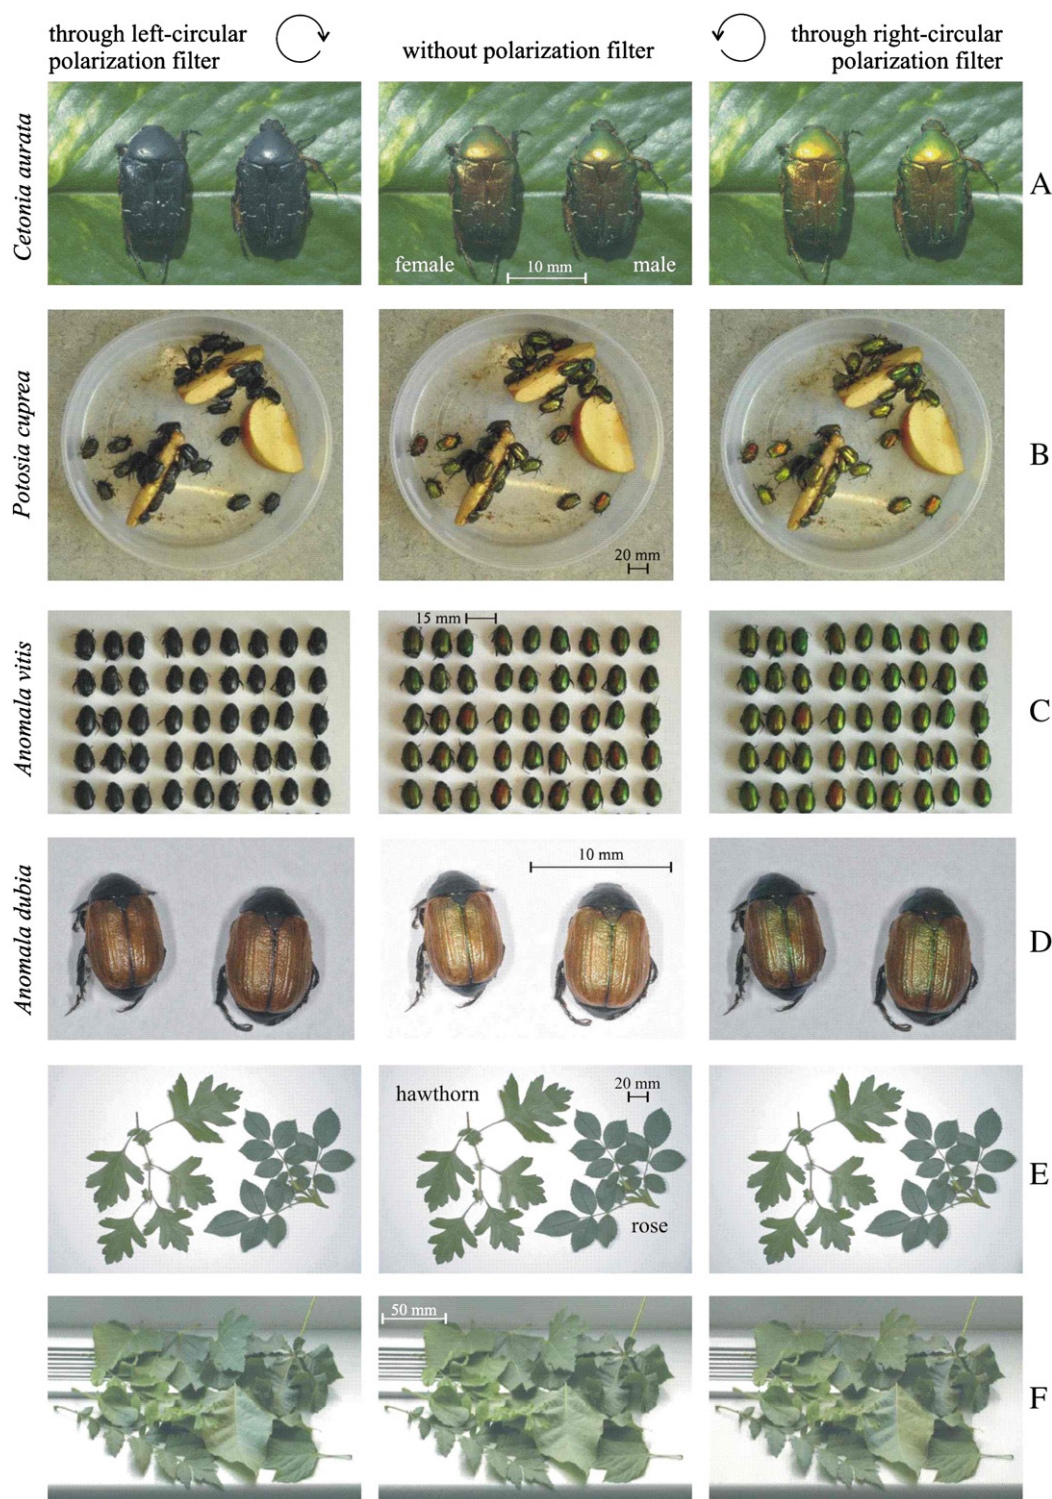 through left-circular
polarization filter
without polarization filter
through right-circular
polarization filter
Cetonia aurata
female
10 mm
male
A
Potosia cuprea
20 mm
B
Anomala vitis
15 mm
C
Anomala dubia
10 mm
D
hawthorn
20 mm
rose
E
50 mm
F